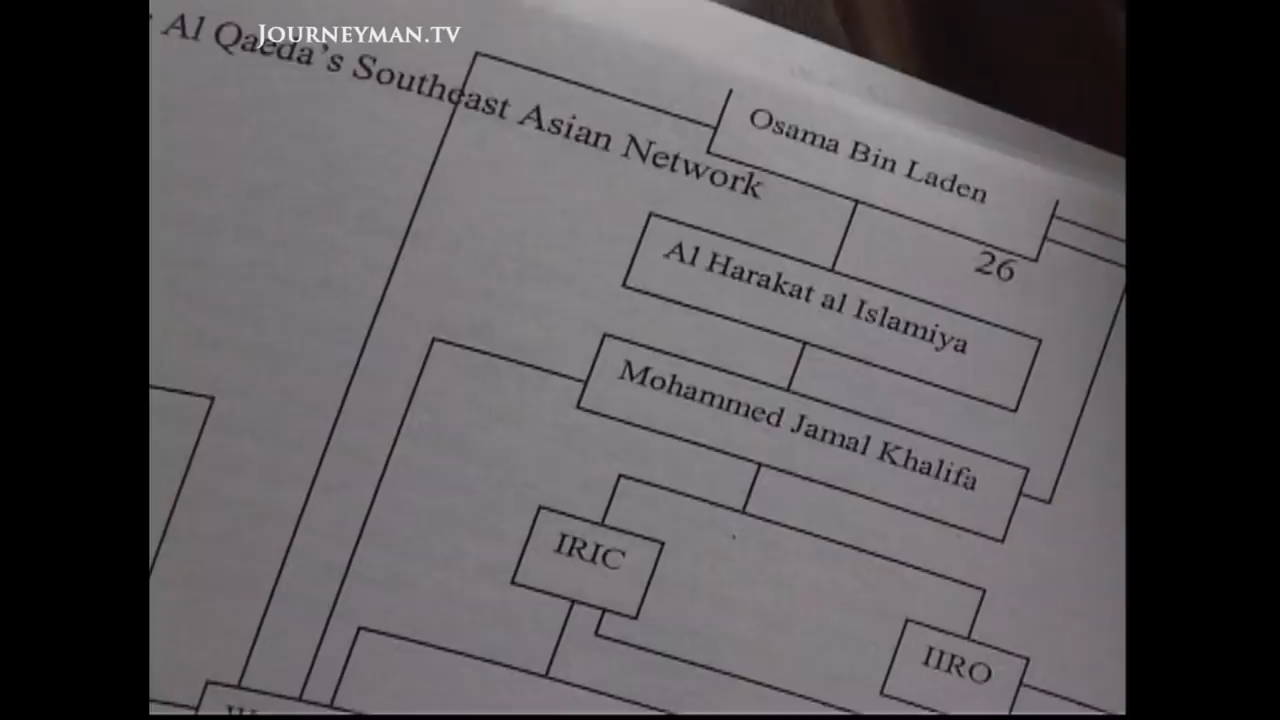 JOURNEYMAN.TV
Al Qaeda's Southeast Asian Network
Osama Bin Laden
26
Al Harakat al Islamiya
Mohammed Jamal Khalifa
IRIC
IIRO